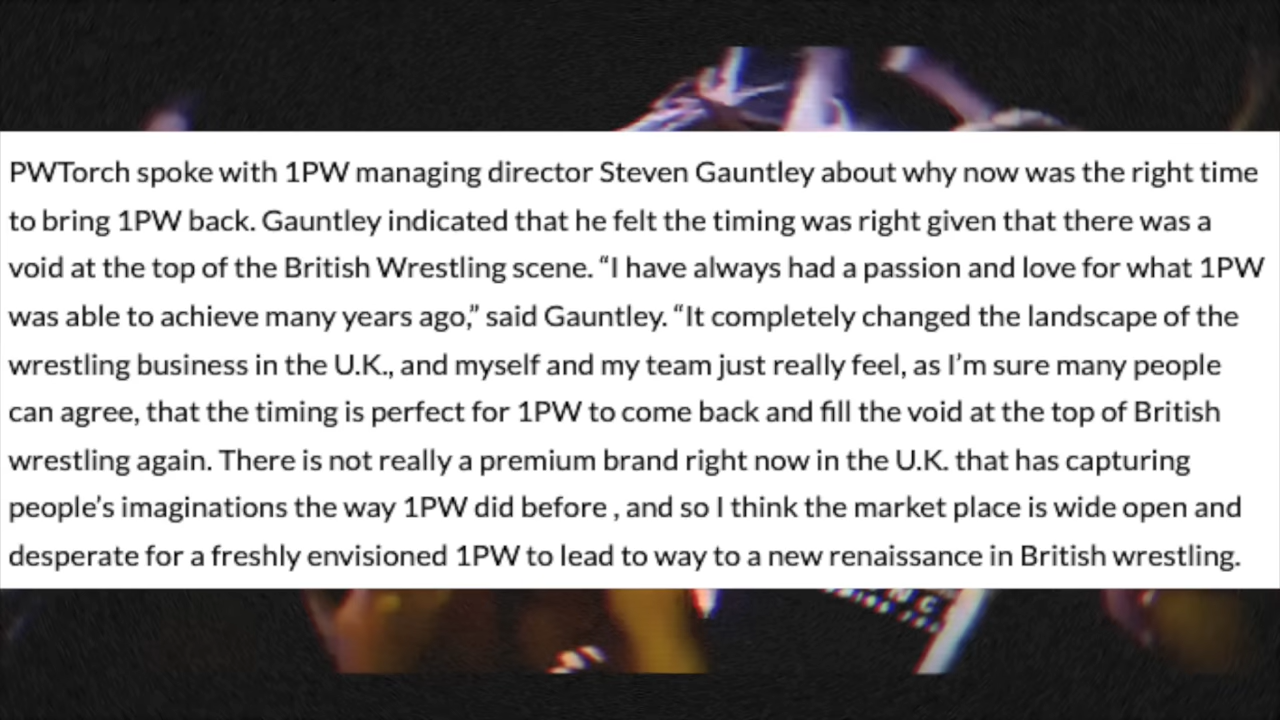 PWTorch spoke with 1PW managing director Steven Gauntley about why now was the right time
to bring 1PW back. Gauntley indicated that he felt the timing was right given that there was a
void at the top of the British Wrestling scene. “I have always had a passion and love for what 1PW
was able to achieve many years ago,” said Gauntley. “It completely changed the landscape of the
wrestling business in the U.K., and myself and my team just really feel, as I’m sure many people
can agree, that the timing is perfect for 1PW to come back and fill the void at the top of British
wrestling again. There is not really a premium brand right now in the U.K. that has capturing
people’s imaginations the way 1PW did before , and so I think the market place is wide open and
desperate for a freshly envisioned 1PW to lead to way to a new renaissance in British wrestling.